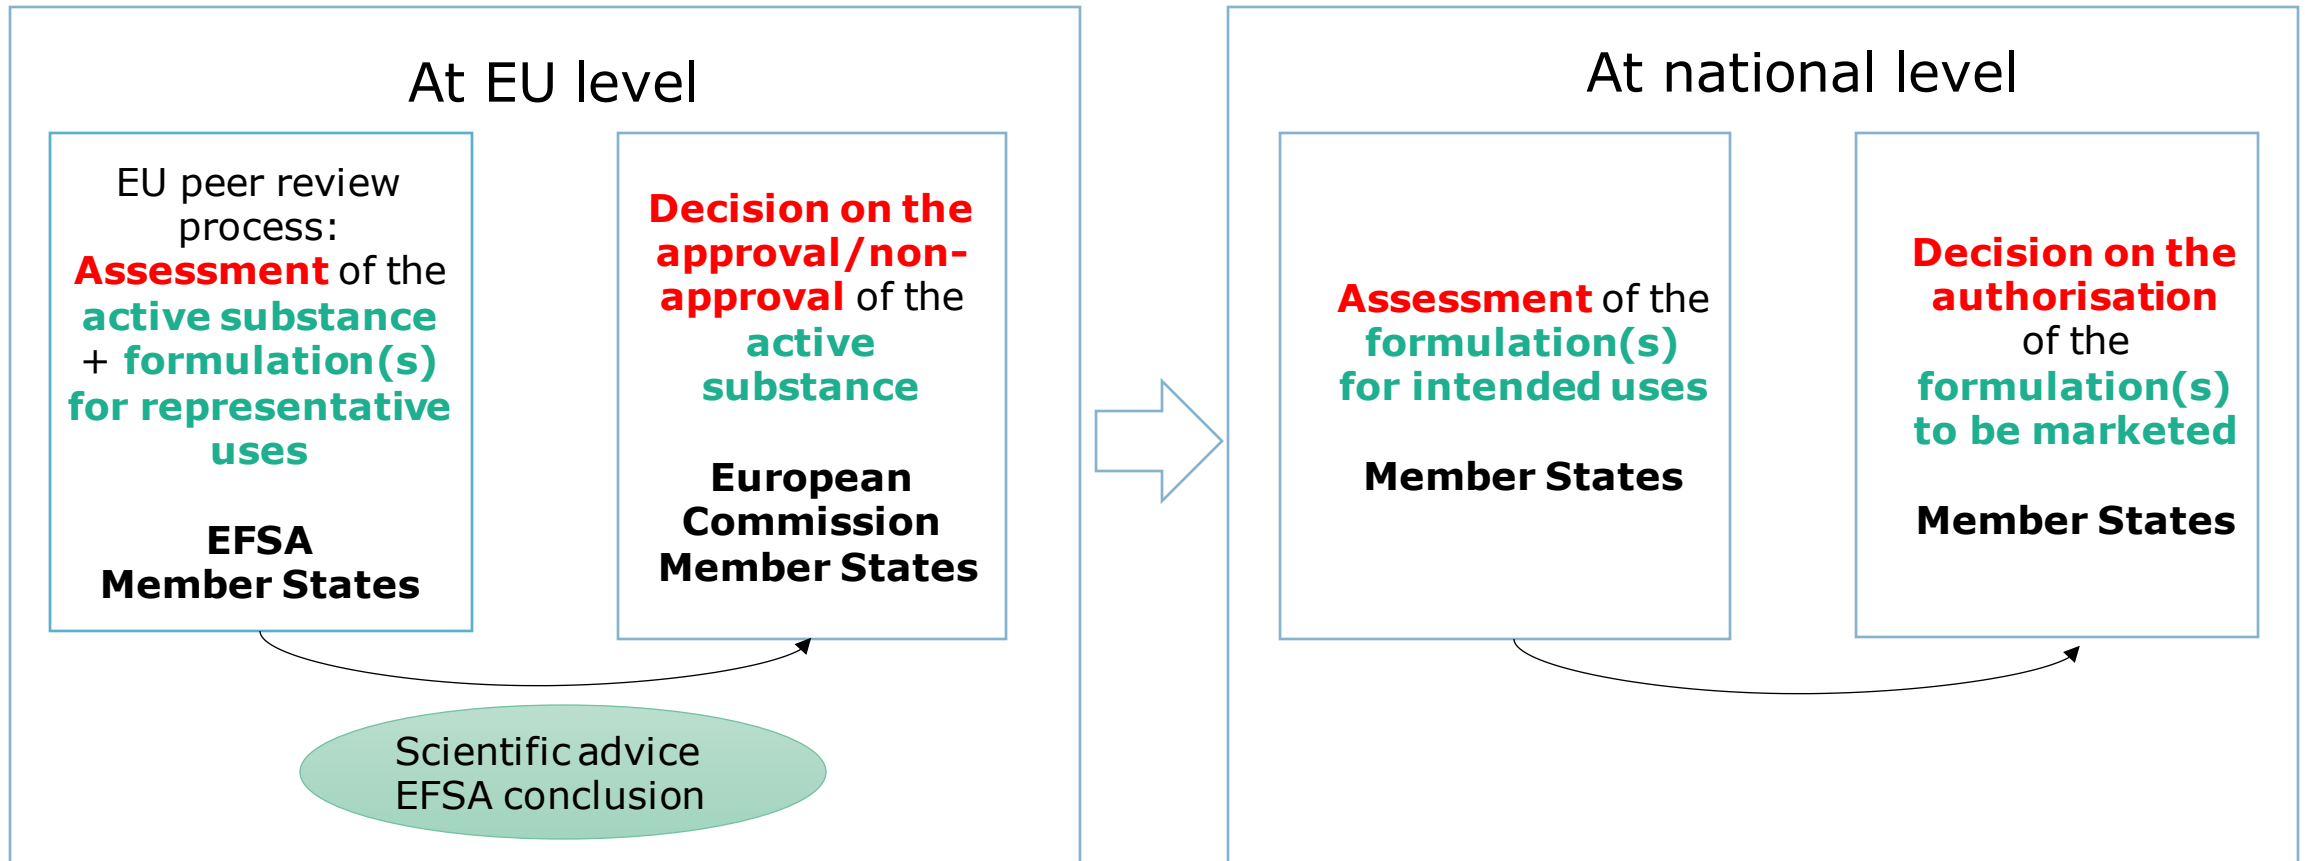 At EU level
EU peer review
process:
Assessment of the
active substance
+ formulation(s)
for representative
uses
EFSA
Member States
Decision on the
approval/non-
approval of the
active
substance
European
Commission
Member States
Scientific advice
EFSA conclusion
At national level
Assessment of the
formulation(s)
for intended uses
Member States
Decision on the
authorisation
of the
formulation(s)
to be marketed
Member States